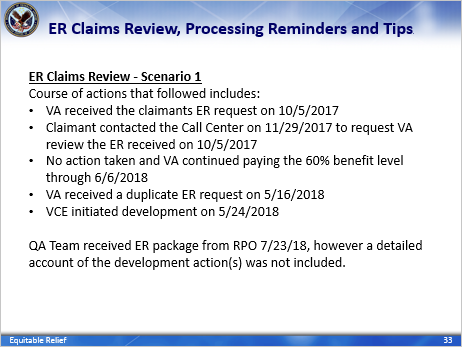 ER Claims Review, Processing Reminders and Tips
ER Claims Review - Scenario 1
Course of actions that followed includes:
• VA received the claimants ER request on 10/5/2017
• Claimant contacted the Call Center on 11/29/2017 to request VA
review the ER received on 10/5/2017
• No action taken and VA continued paying the 60% benefit level
through 6/6/2018
• VA received a duplicate ER request on 5/16/2018
• VCE initiated development on 5/24/2018
QA Team received ER package from RPO 7/23/18, however a detailed
account of the development action(s) was not included.
Equitable Relief
33